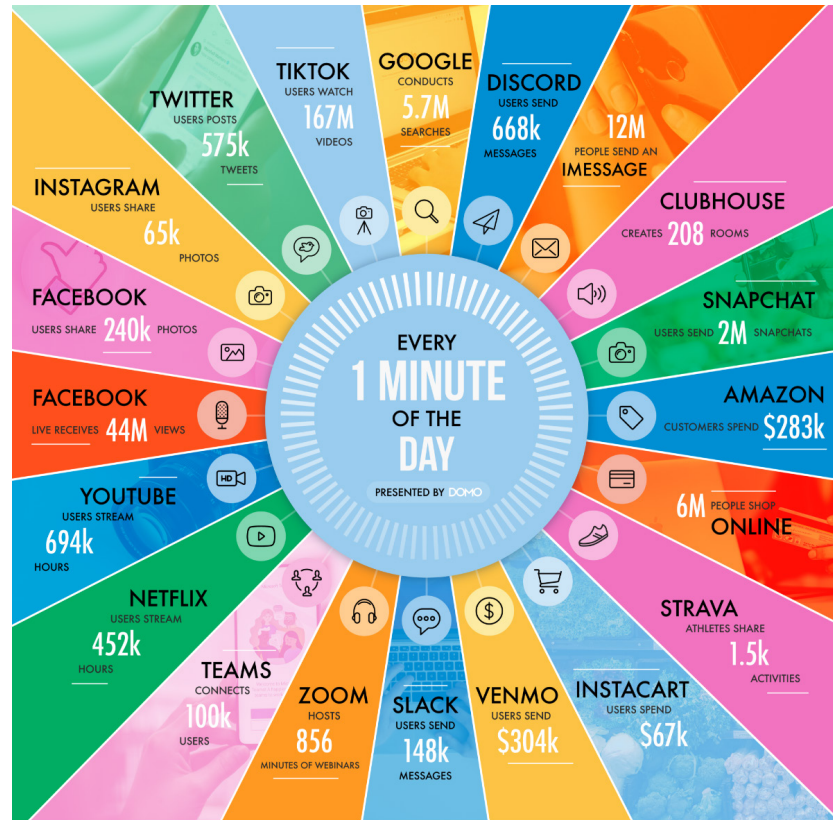 GOOGLE
CONDUCTS
5.7M
SEARCHES
DISCORD
USERS SEND
668k
MESSAGES
12M
PEOPLE SEND AN
IMESSAGE
CLUBHOUSE
CREATES 208 ROOMS
SNAPCHAT
USERS SEND 2M SNAPCHATS
AMAZON
CUSTOMERS SPEND $283k
6M PEOPLE SHOP
ONLINE
STRAVA
ATHLETES SHARE
1.5k
ACTIVITIES
INSTACART
USERS SPEND
$67k
VENMO
USERS SEND
$304k
SLACK
USERS SEND
148k
MESSAGES
ZOOM
HOSTS
856
MINUTES OF WEBINARS
TEAMS
CONNECTS
100k
USERS
NETFLIX
USERS STREAM
452k
HOURS
YOUTUBE
USERS STREAM
694k
HOURS
FACEBOOK
LIVE RECEIVES 44M VIEWS
FACEBOOK
USERS SHARE 240k PHOTOS
INSTAGRAM
USERS SHARE
65k
PHOTOS
TWITTER
USERS POSTS
575k
TWEETS
TIKTOK
USERS WATCH
167M
VIDEOS
EVERY
1 MINUTE
OF THE
DAY
PRESENTED BY DOMO
HD
$